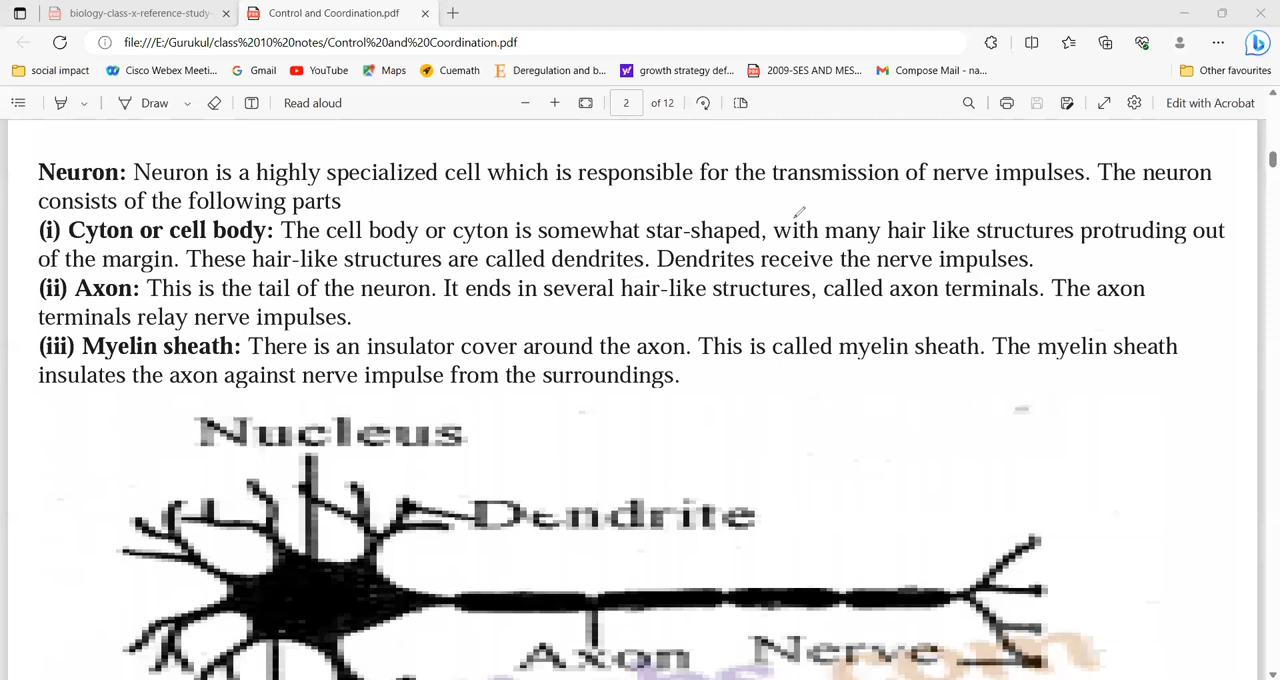 biology-class-x-reference-study-
Control and Coordination.pdf
file:///E:/Gurukul/class%2010%20notes/Control%20and%20Coordination.pdf
social impact
Cisco Webex Meeti...
Gmail
YouTube
Maps
Cuemath
Deregulation and b...
growth strategy def...
2009-SES AND MES...
Compose Mail - na...
Other favourites
Draw
Read aloud
2 of 12
Edit with Acrobat
Neuron: Neuron is a highly specialized cell which is responsible for the transmission of nerve impulses. The neuron
consists of the following parts
(i) Cyton or cell body: The cell body or cyton is somewhat star-shaped, with many hair like structures protruding out
of the margin. These hair-like structures are called dendrites. Dendrites receive the nerve impulses.
(ii) Axon: This is the tail of the neuron. It ends in several hair-like structures, called axon terminals. The axon
terminals relay nerve impulses.
(iii) Myelin sheath: There is an insulator cover around the axon. This is called myelin sheath. The myelin sheath
insulates the axon against nerve impulse from the surroundings.
Nucleus
Dendrite
Axon
Nerve